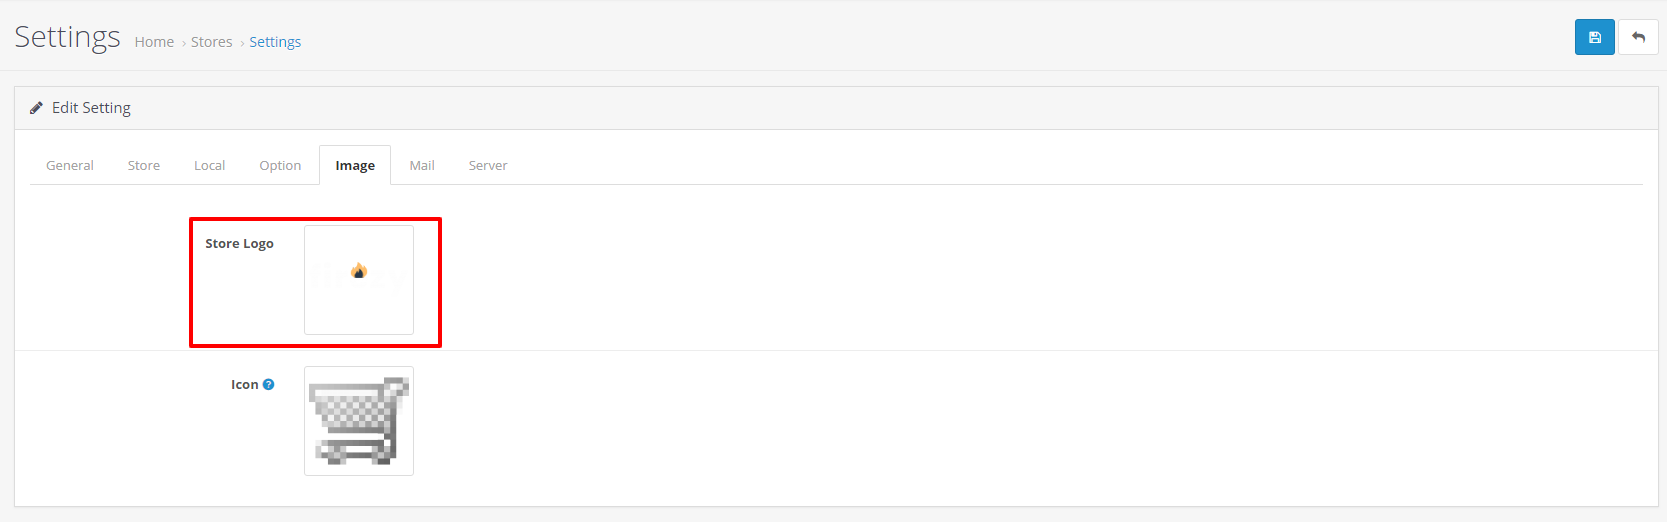 Settings Home › Stores › Settings
Edit Setting
General Store Local Option Image Mail Server
Store Logo
Icon ?